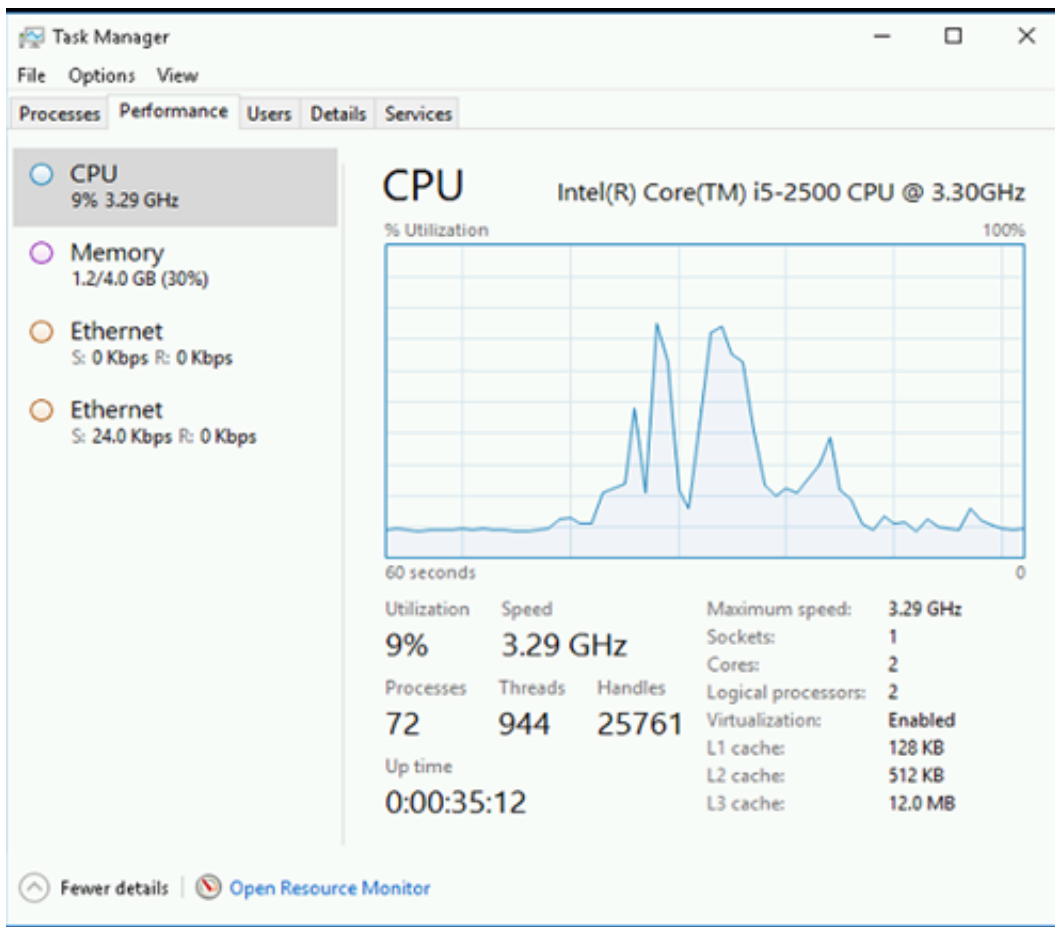 Task Manager
File Options View
Processes Performance Users Details Services
CPU
9% 3.29 GHz
Memory
1.2/4.0 GB (30%)
Ethernet
S: 0 Kbps R: 0 Kbps
Ethernet
S: 24.0 Kbps R: 0 Kbps
CPU Intel(R) Core(TM) i5-2500 CPU @ 3.30GHz
% Utilization 100%
60 seconds 0
Utilization Speed
9% 3.29 GHz
Processes Threads Handles
72 944 25761
Up time
0:00:35:12
Maximum speed: 3.29 GHz
Sockets: 1
Cores: 2
Logical processors: 2
Virtualization: Enabled
L1 cache: 128 KB
L2 cache: 512 KB
L3 cache: 12.0 MB
Fewer details Open Resource Monitor